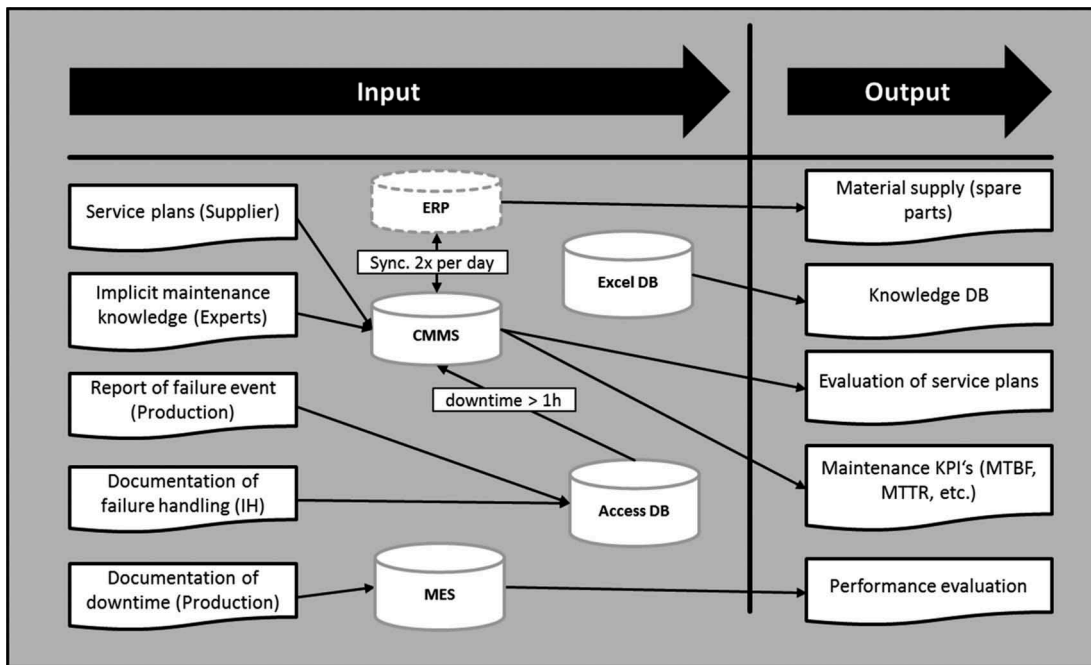 Input
Output
Service plans (Supplier)
Implicit maintenance
knowledge (Experts)
Report of failure event
(Production)
Documentation of
failure handling (IH)
Documentation of
downtime (Production)
ERP
Sync. 2x per day
CMMS
Excel DB
downtime > 1h
Access DB
MES
Material supply (spare
parts)
Knowledge DB
Evaluation of service plans
Maintenance KPI‘s (MTBF,
MTTR, etc.)
Performance evaluation